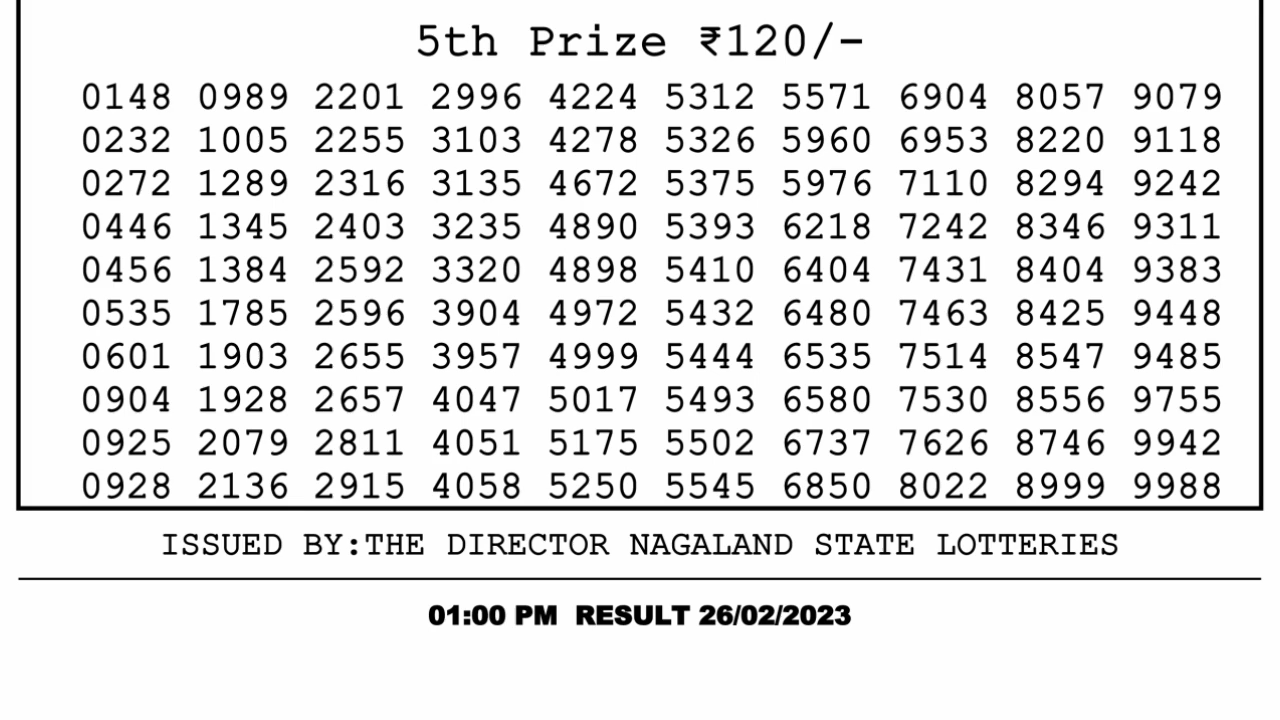 5th Prize ₹120/-
0148 0989 2201 2996 4224 5312 5571 6904 8057 9079
0232 1005 2255 3103 4278 5326 5960 6953 8220 9118
0272 1289 2316 3135 4672 5375 5976 7110 8294 9242
0446 1345 2403 3235 4890 5393 6218 7242 8346 9311
0456 1384 2592 3320 4898 5410 6404 7431 8404 9383
0535 1785 2596 3904 4972 5432 6480 7463 8425 9448
0601 1903 2655 3957 4999 5444 6535 7514 8547 9485
0904 1928 2657 4047 5017 5493 6580 7530 8556 9755
0925 2079 2811 4051 5175 5502 6737 7626 8746 9942
0928 2136 2915 4058 5250 5545 6850 8022 8999 9988
ISSUED BY:THE DIRECTOR NAGALAND STATE LOTTERIES
01:00 PM RESULT 26/02/2023